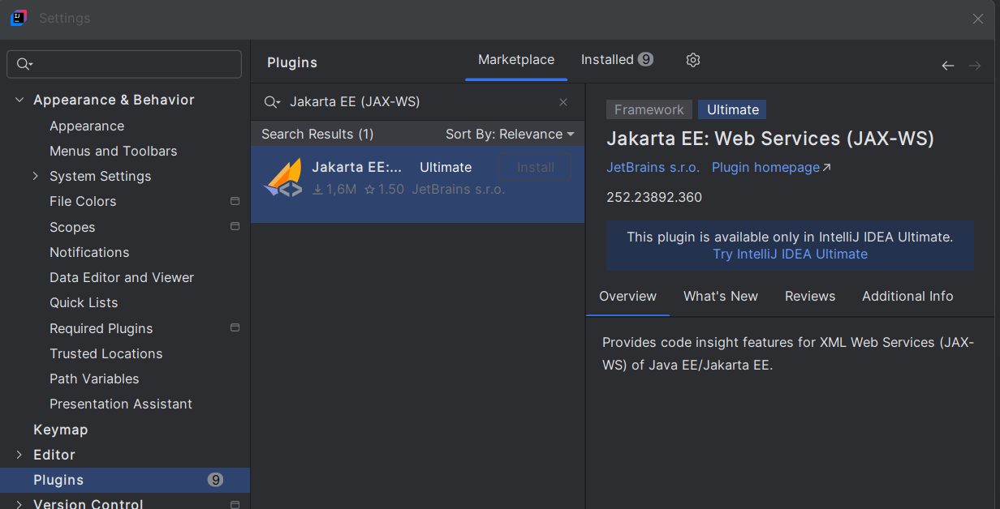 Settings
Appearance & Behavior
Appearance
Menus and Toolbars
System Settings
File Colors
Scopes
Notifications
Data Editor and Viewer
Quick Lists
Required Plugins
Trusted Locations
Path Variables
Presentation Assistant
Keymap
Editor
Plugins 9
Version Control
Plugins
Marketplace
Installed 9
Jakarta EE (JAX-WS)
Search Results (1) Sort By: Relevance
Jakarta EE:... Ultimate Install
1,6M 1.50 JetBrains s.r.o.
Framework Ultimate
Jakarta EE: Web Services (JAX-WS)
JetBrains s.r.o. Plugin homepage
252.23892.360
This plugin is available only in IntelliJ IDEA Ultimate.
Try IntelliJ IDEA Ultimate
Overview What's New Reviews Additional Info
Provides code insight features for XML Web Services (JAX-
WS) of Java EE/Jakarta EE.